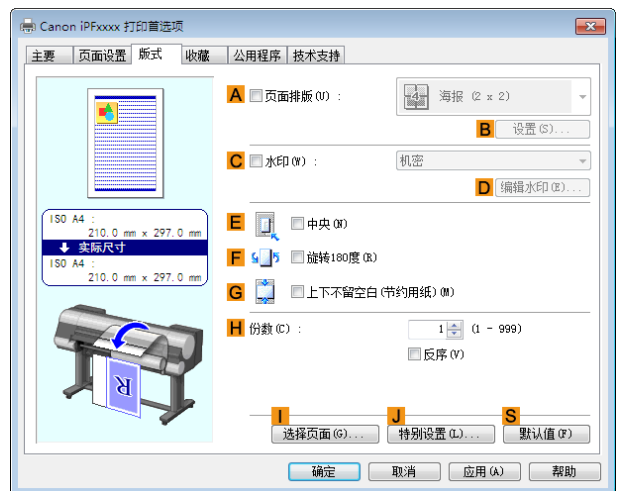 Canon iPFxxxx 打印首选项
主要 页面设置 版式 收藏 公用程序 技术支持
A 页面排版(U) : 4 海报 (2 x 2)
B 设置(S)...
C 水印(W) : 机密
D 编辑水印(E)...
ISO A4 :
210.0 mm x 297.0 mm
实际尺寸
ISO A4 :
210.0 mm x 297.0 mm
E 中央(N)
F 旋转180度(R)
G 上下不留空白(节约用纸)(M)
H 份数(C) : 1 (1 - 999)
反序(V)
R
I J S
选择页面(G)... 特别设置(L)... 默认值(F)
确定 取消 应用(A) 帮助